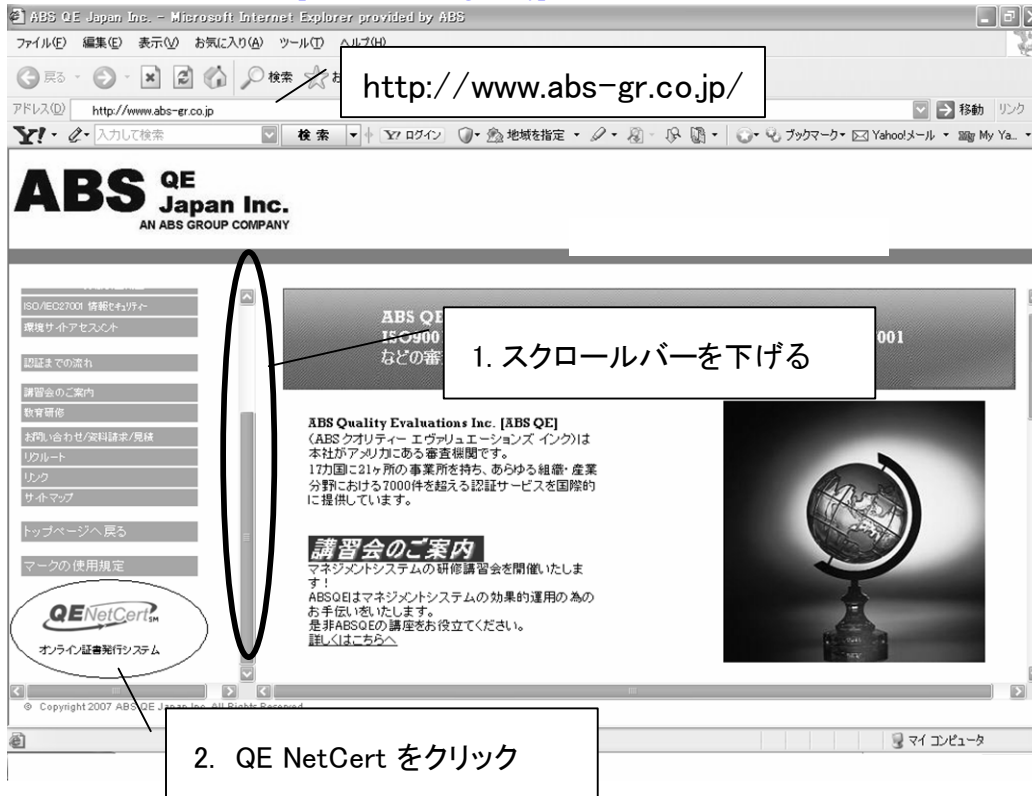 ABS QE Japan Inc. - Microsoft Internet Explorer provided by ABS
ファイル(F) 編集(E) 表示(V) お気に入り(A) ツール(T) ヘルプ(H)
戻る 検索 お
http://www.abs-gr.co.jp/
アドレス(D) http://www.abs-gr.co.jp 移動 リンク
Y! 入力して検索 検索 Y! ログイン 地域を指定 ブックマーク Yahoo!メール My Ya...
ABS QE
Japan Inc.
AN ABS GROUP COMPANY
ISO/IEC27001 情報セキュリティー
環境サイトアセスメント
認証までの流れ
講習会のご案内
教育研修
お問い合わせ/資料請求/見積
リクルート
リンク
サイトマップ
トップページへ戻る
マークの使用規定
QENetCert SM
オンライン証書発行システム
ABS QE
ISO900 001
などの審
1. スクロールバーを下げる
ABS Quality Evaluations Inc. [ABS QE]
(ABS クオリティー エヴァリュエーションズ インク)は
本社がアメリカにある審査機関です。
17カ国に21ヶ所の事業所を持ち、あらゆる組織・産業
分野における7000件を超える認証サービスを国際的
に提供しています。
講習会のご案内
マネジメントシステムの研修講習会を開催いたしま
す!
ABSQEはマネジメントシステムの効果的運用の為の
お手伝いをいたします。
是非ABSQEの講座をお役立てください。
詳しくはこちらへ
© Copyright 2007 ABS QE Japan Inc. All Rights Reserved
マイ コンピュータ
2. QE NetCert をクリック